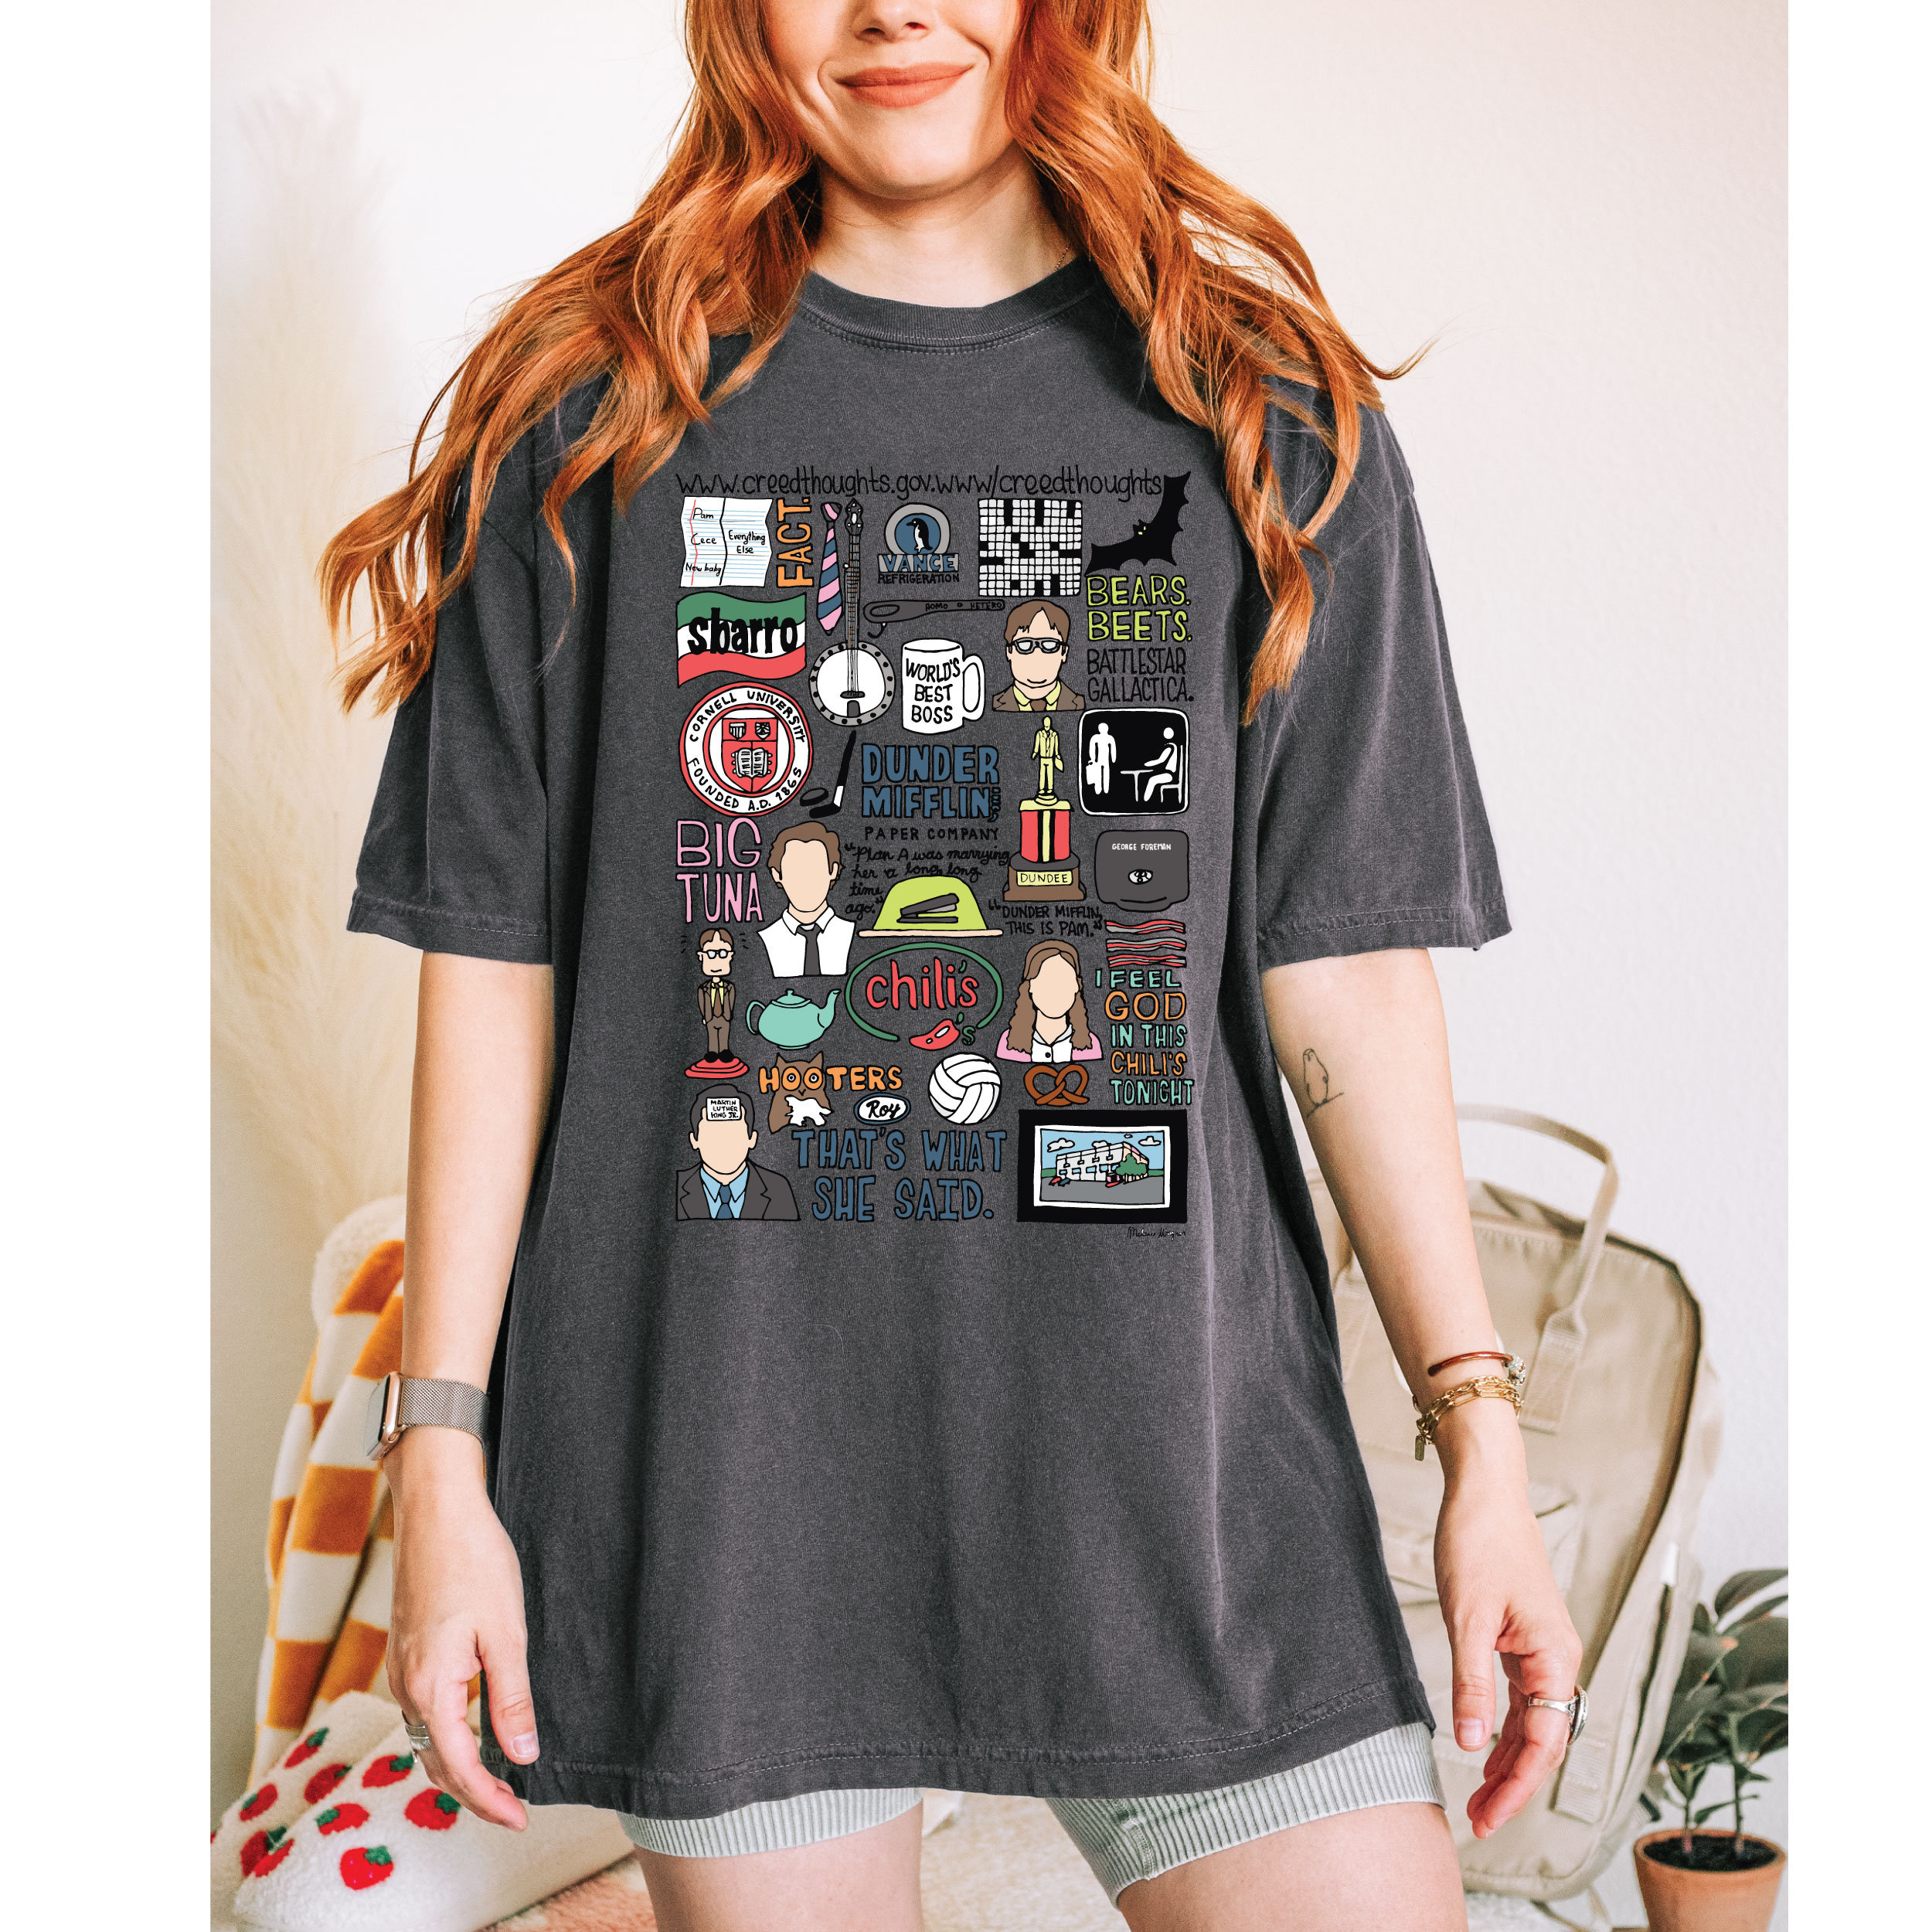 www.creedthoughts.gov.www/creedthoughts
Pam
Cece
New baby
Everything
Else
FACT.
VANCE
REFRIGERATION
HOMO HETERO
BEARS.
BEETS.
BATTLESTAR
GALLACTICA.
sbarro
WORLD'S
BEST
BOSS
CORNELL UNIVERSITY
FOUNDED A.D. 1865
DUNDER
MIFFLIN,
PAPER COMPANY
GEORGE FOREMAN
BIG
TUNA
"Plan A was marrying
her a long, long
time
ago."
DUNDEE
"DUNDER MIFFLIN,
THIS IS PAM."
chili's
I FEEL
GOD
IN THIS
CHILI'S
TONIGHT
HOOTERS
Roy
MARTIN
LUTHER
KING JR.
THAT'S WHAT
SHE SAID.